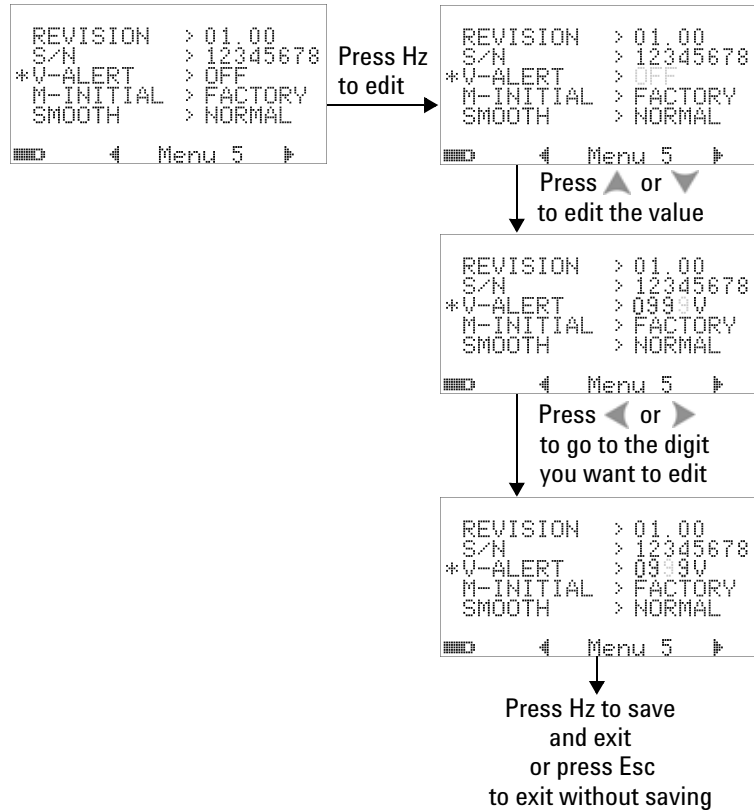 REVISION > 01.00
S/N > 12345678
*V-ALERT > OFF
M-INITIAL > FACTORY
SMOOTH > NORMAL
Menu 5
Press Hz
to edit
REVISION > 01.00
S/N > 12345678
*V-ALERT > OFF
M-INITIAL > FACTORY
SMOOTH > NORMAL
Menu 5
Press ▲ or ▼
to edit the value
REVISION > 01.00
S/N > 12345678
*V-ALERT > 0999V
M-INITIAL > FACTORY
SMOOTH > NORMAL
Menu 5
Press ◀ or ▶
to go to the digit
you want to edit
REVISION > 01.00
S/N > 12345678
*V-ALERT > 0999V
M-INITIAL > FACTORY
SMOOTH > NORMAL
Menu 5
Press Hz to save
and exit
or press Esc
to exit without saving